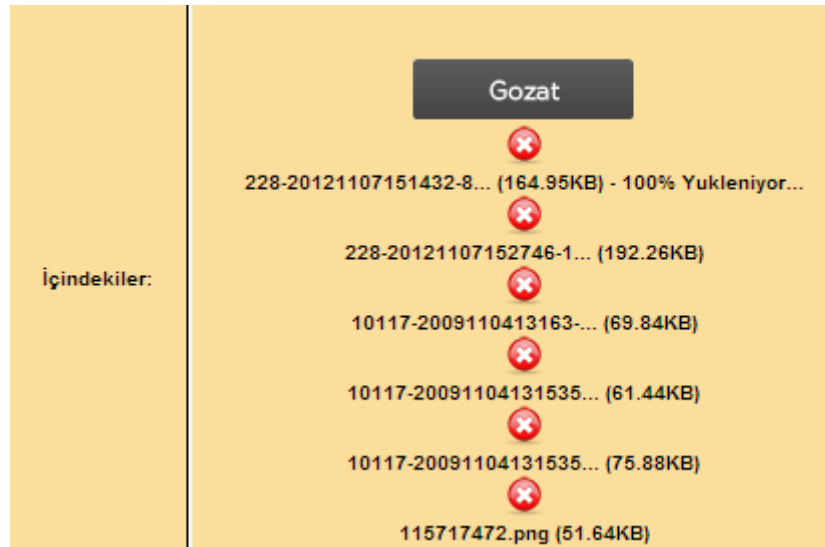 Gozat
228-20121107151432-8... (164.95KB) - 100% Yukleniyor...
228-20121107152746-1... (192.26KB)
İçindekiler:
10117-2009110413163-... (69.84KB)
10117-20091104131535... (61.44KB)
10117-20091104131535... (75.88KB)
115717472.png (51.64KB)